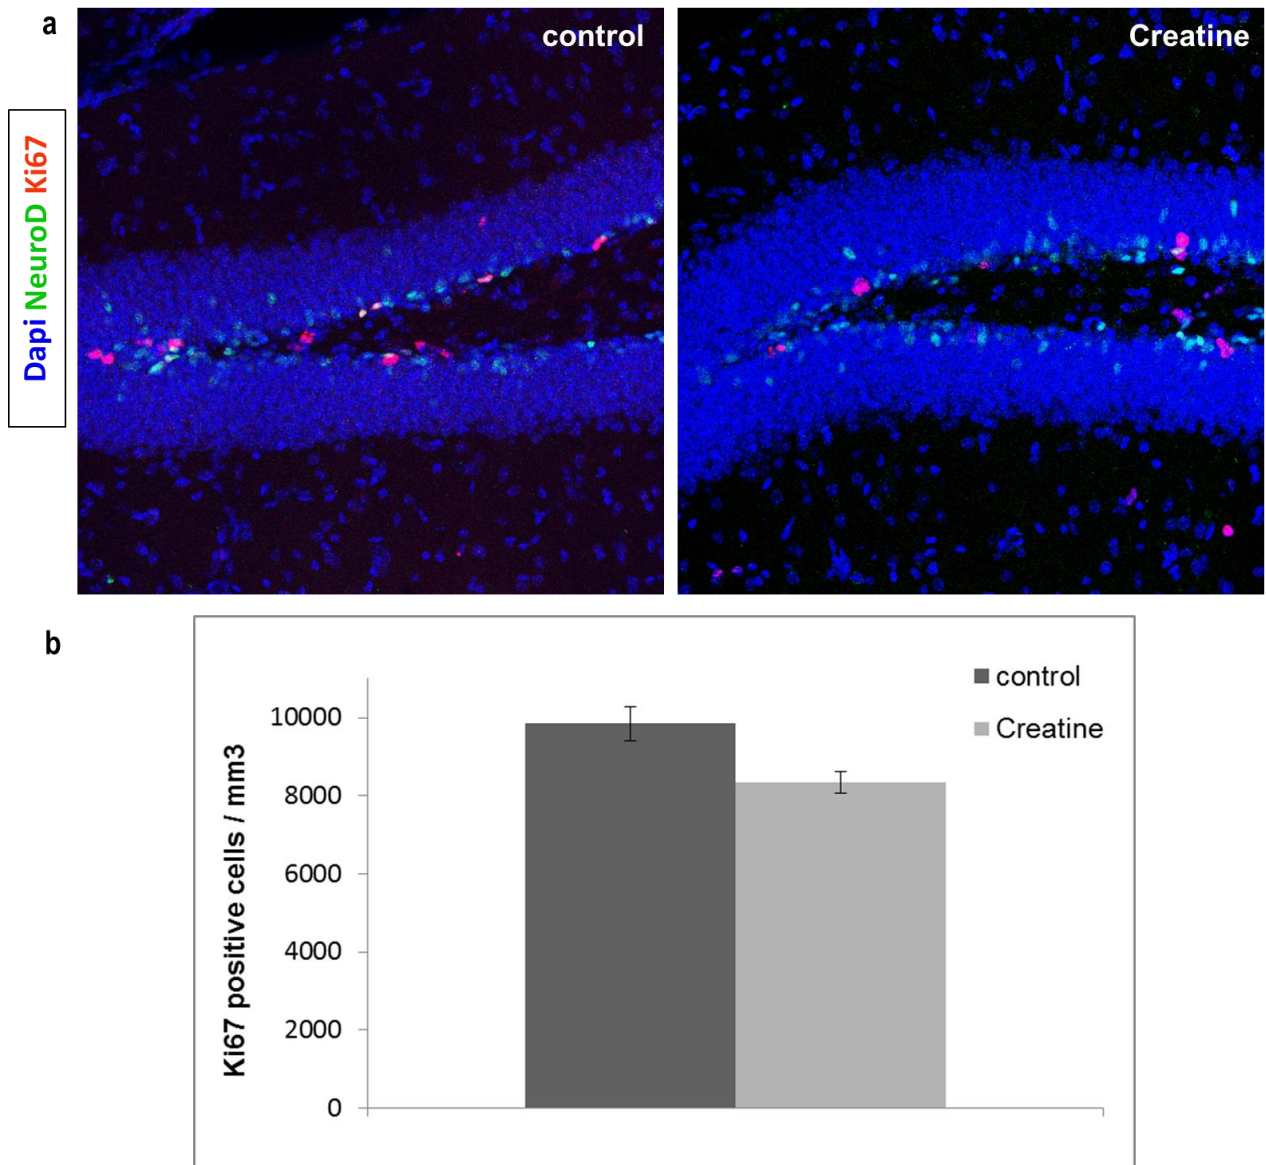 a
control
Creatine
Dapi NeuroD Ki67
b
control
Creatine
Ki67 positive cells / mm3
10000
8000
6000
4000
2000
0